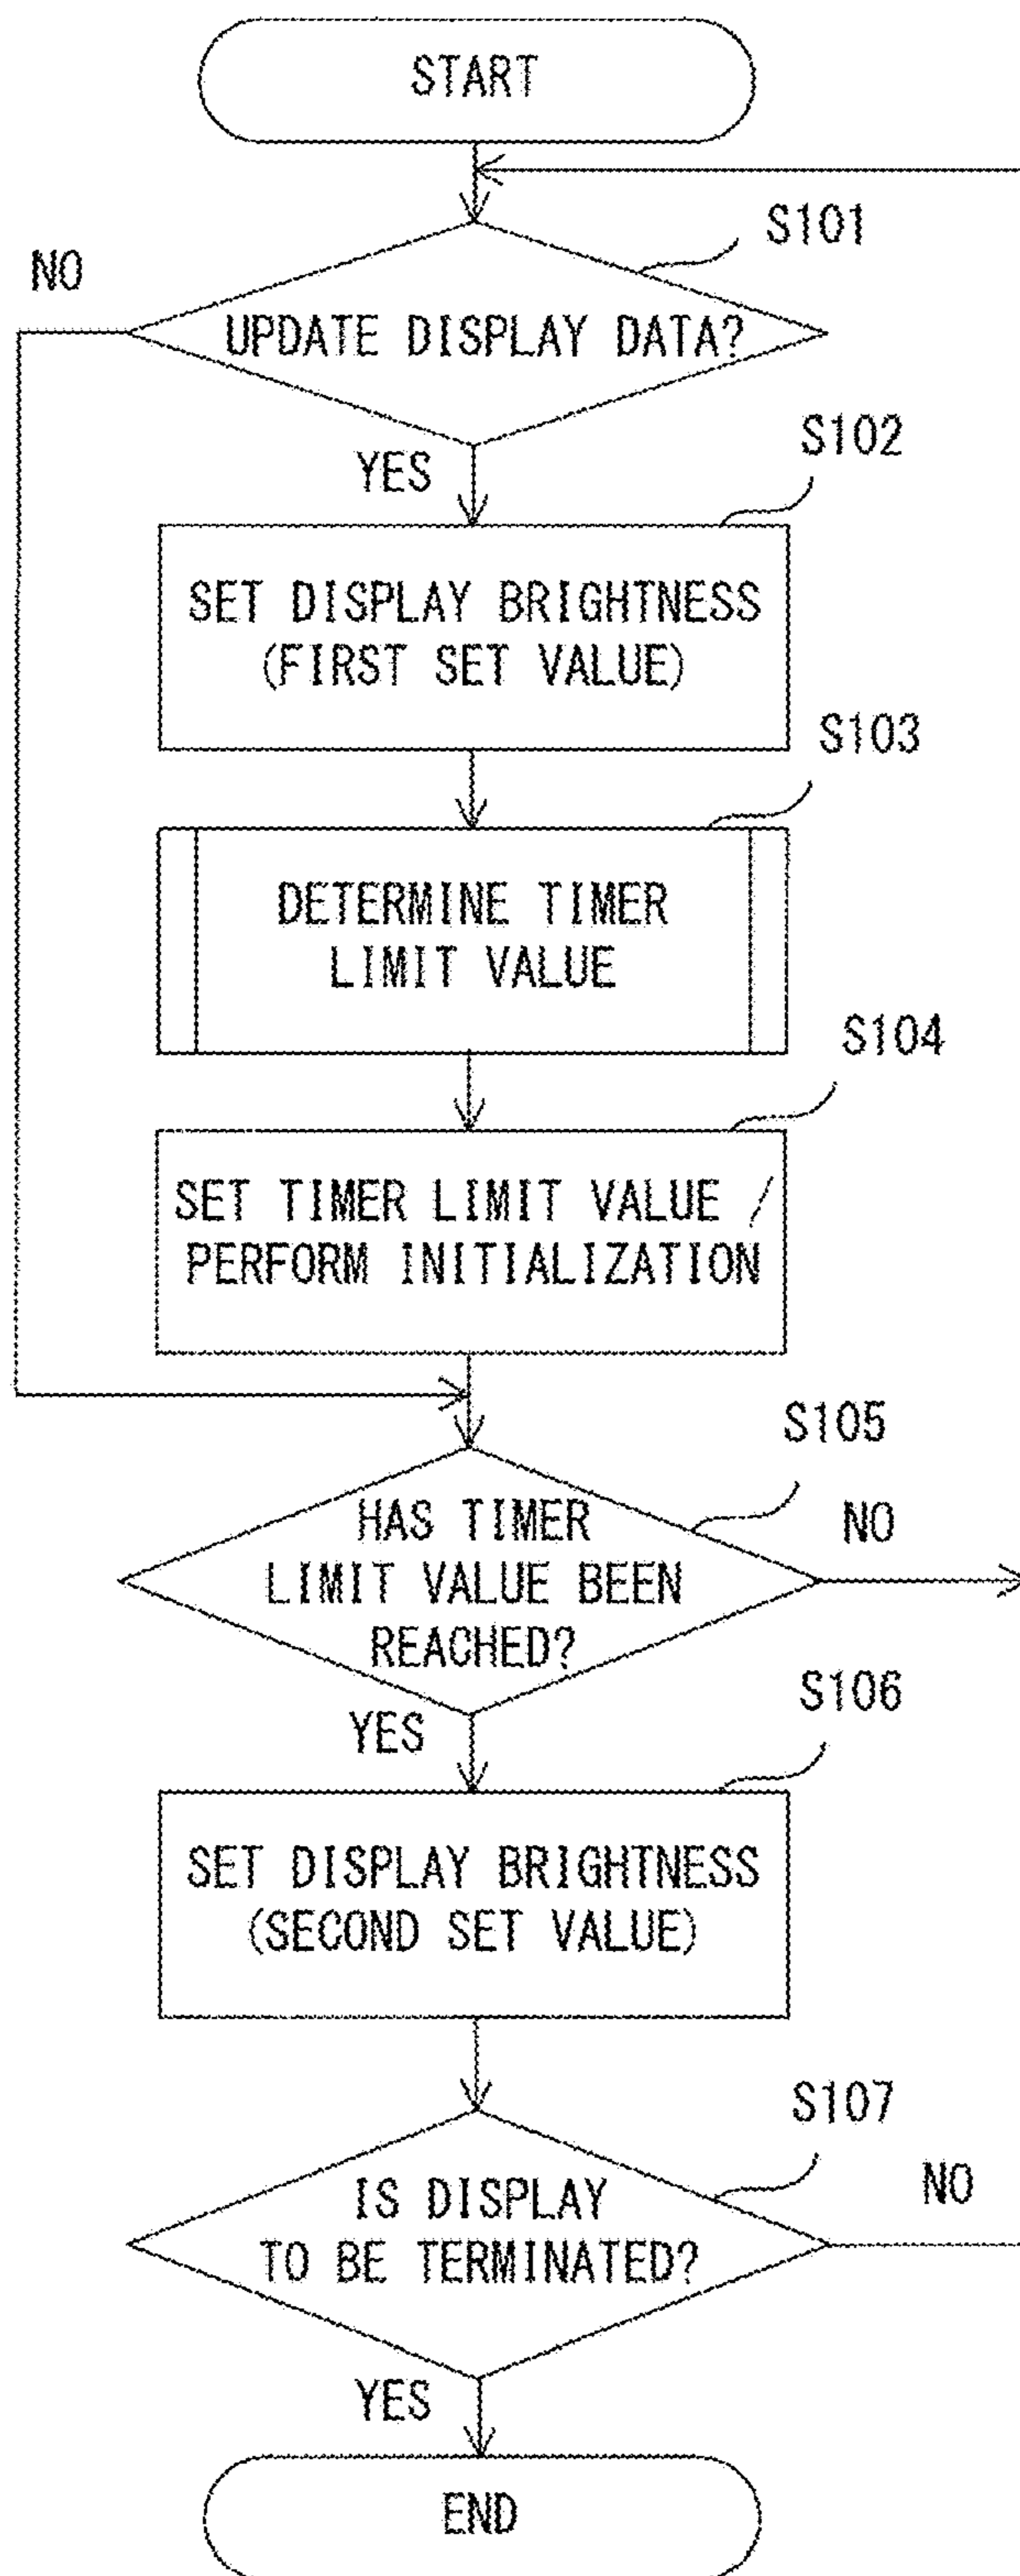 START
S101
NO
UPDATE DISPLAY DATA?
S102
YES
SET DISPLAY BRIGHTNESS
(FIRST SET VALUE)
S103
DETERMINE TIMER
LIMIT VALUE
S104
SET TIMER LIMIT VALUE /
PERFORM INITIALIZATION
S105
HAS TIMER
NO
LIMIT VALUE BEEN
REACHED?
S106
YES
SET DISPLAY BRIGHTNESS
(SECOND SET VALUE)
S107
IS DISPLAY
NO
TO BE TERMINATED?
YES
END